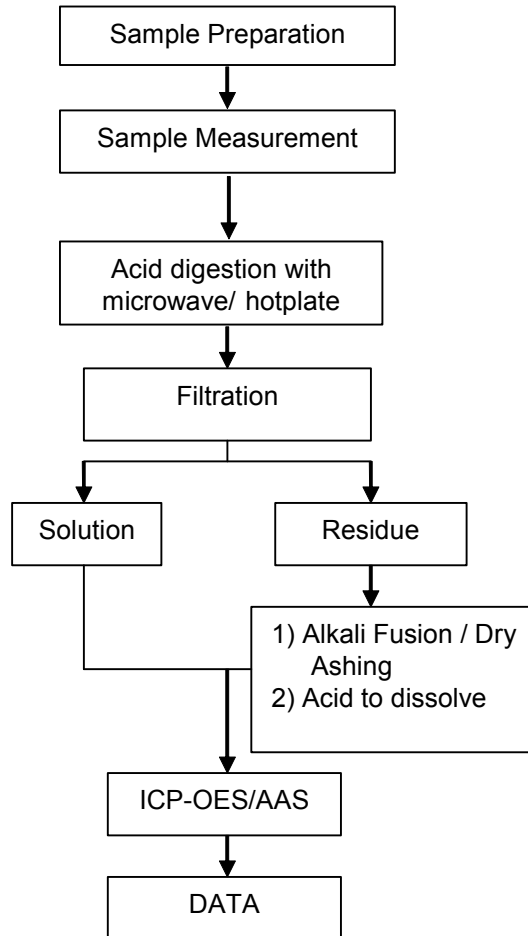 Sample Preparation
Sample Measurement
Acid digestion with
microwave/ hotplate
Filtration
Solution
Residue
1) Alkali Fusion / Dry
Ashing
2) Acid to dissolve
ICP-OES/AAS
DATA